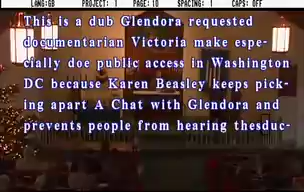 LANG:GB PROJECT: 1 PAGE:10 SPACING: 1 CAPS: OFF
This is a dub Glendora requested
documentarian Victoria make espe-
cially doe public access in Washington
DC because Karen Beasley keeps pick-
ing apart A Chat with Glendora and
prevents people from hearing thesduc-